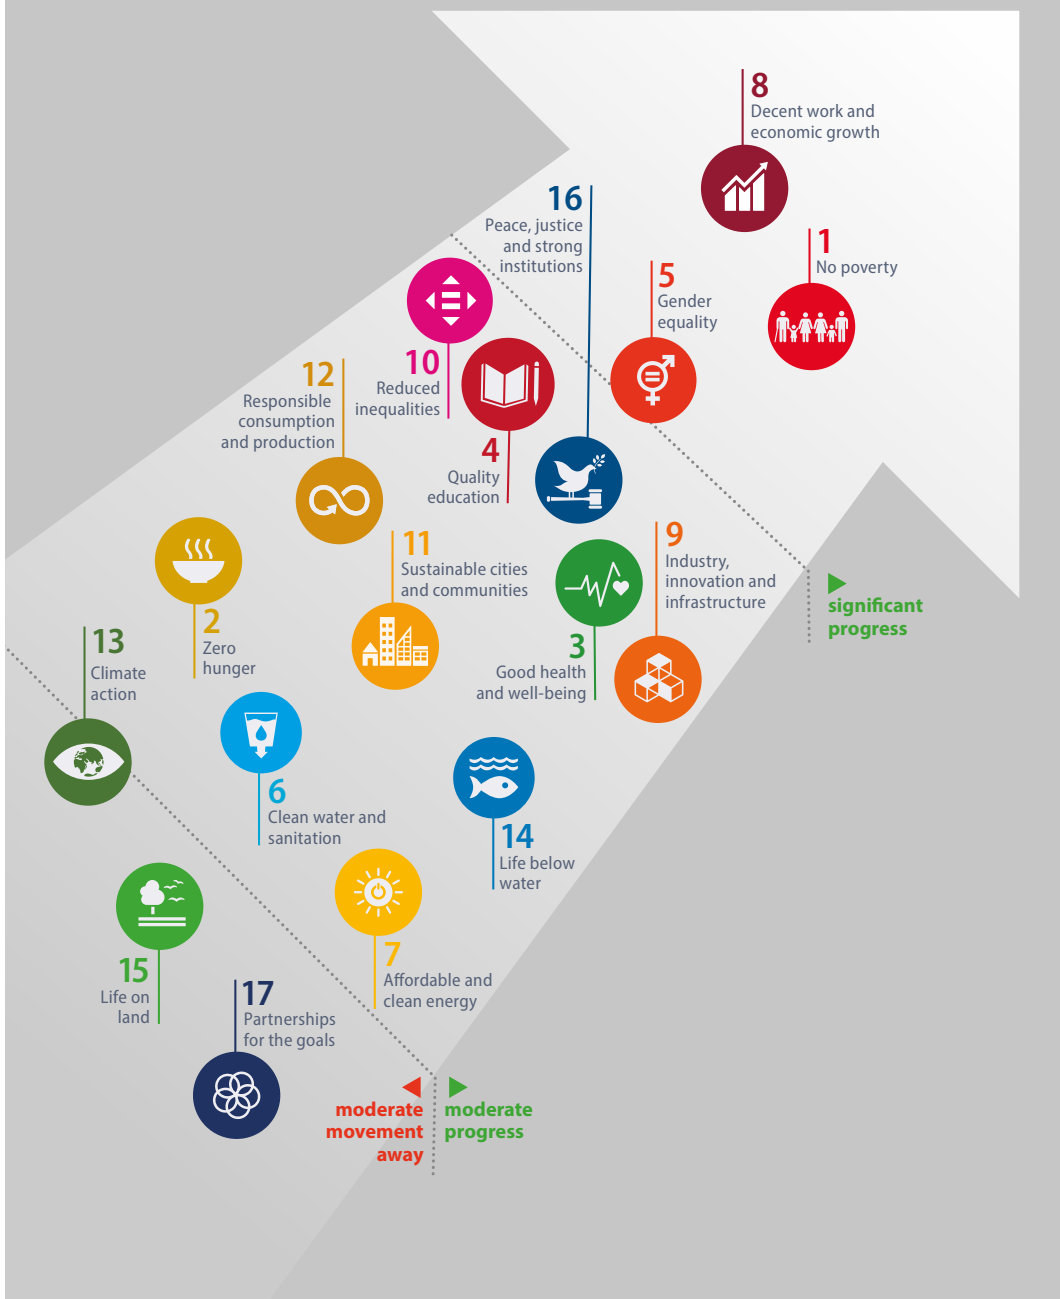 8
Decent work and
economic growth
16
Peace, justice
and strong
institutions
1
No poverty
5
Gender
equality
10
Reduced
inequalities
12
Responsible
consumption
and production
4
Quality
education
9
Industry,
innovation and
infrastructure
11
Sustainable cities
and communities
significant
progress
2
Zero
hunger
13
Climate
action
3
Good health
and well-being
6
Clean water and
sanitation
14
Life below
water
7
Affordable and
clean energy
15
Life on
land
17
Partnerships
for the goals
moderate
movement
away
moderate
progress